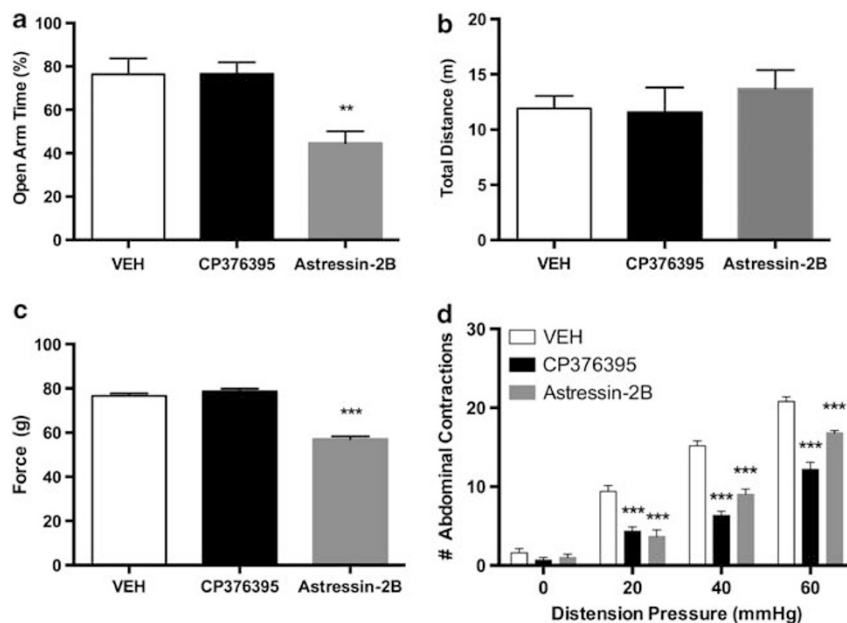 a
Open Arm Time (%)
100
80
60
40
20
0
**
VEH CP376395 Astressin-2B
b
Total Distance (m)
20
15
10
5
0
VEH CP376395 Astressin-2B
c
Force (g)
100
80
60
40
20
0
***
VEH CP376395 Astressin-2B
d
# Abdominal Contractions
30
20
10
0
VEH
CP376395
Astressin-2B
*** ***
*** ***
*** ***
0 20 40 60
Distension Pressure (mmHg)